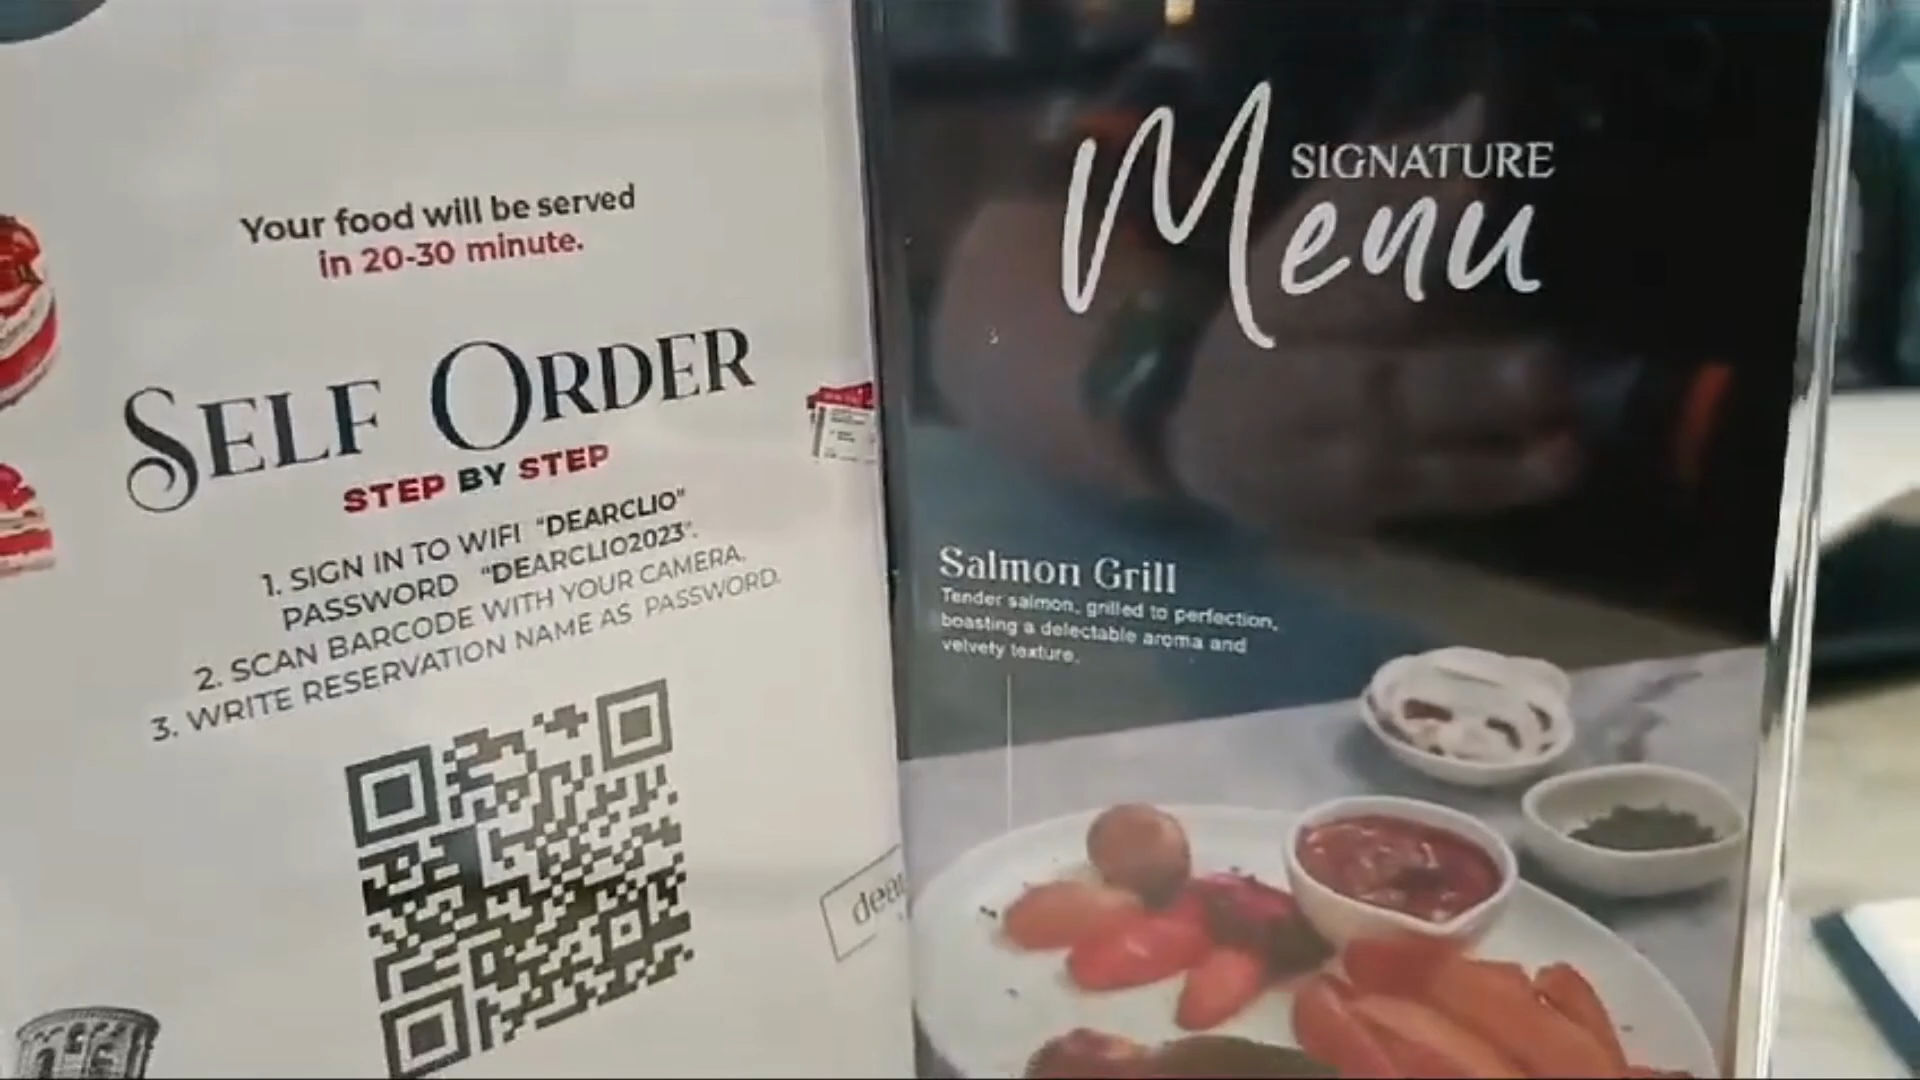 Your food will be served
in 20-30 minute.
SELF ORDER
STEP BY STEP
1. SIGN IN TO WIFI "DEARCLIO"
PASSWORD "DEARCLIO2023".
2. SCAN BARCODE WITH YOUR CAMERA.
3. WRITE RESERVATION NAME AS PASSWORD.
dear
SIGNATURE
Menu
Salmon Grill
Tender salmon, grilled to perfection,
boasting a delectable aroma and
velvety texture.